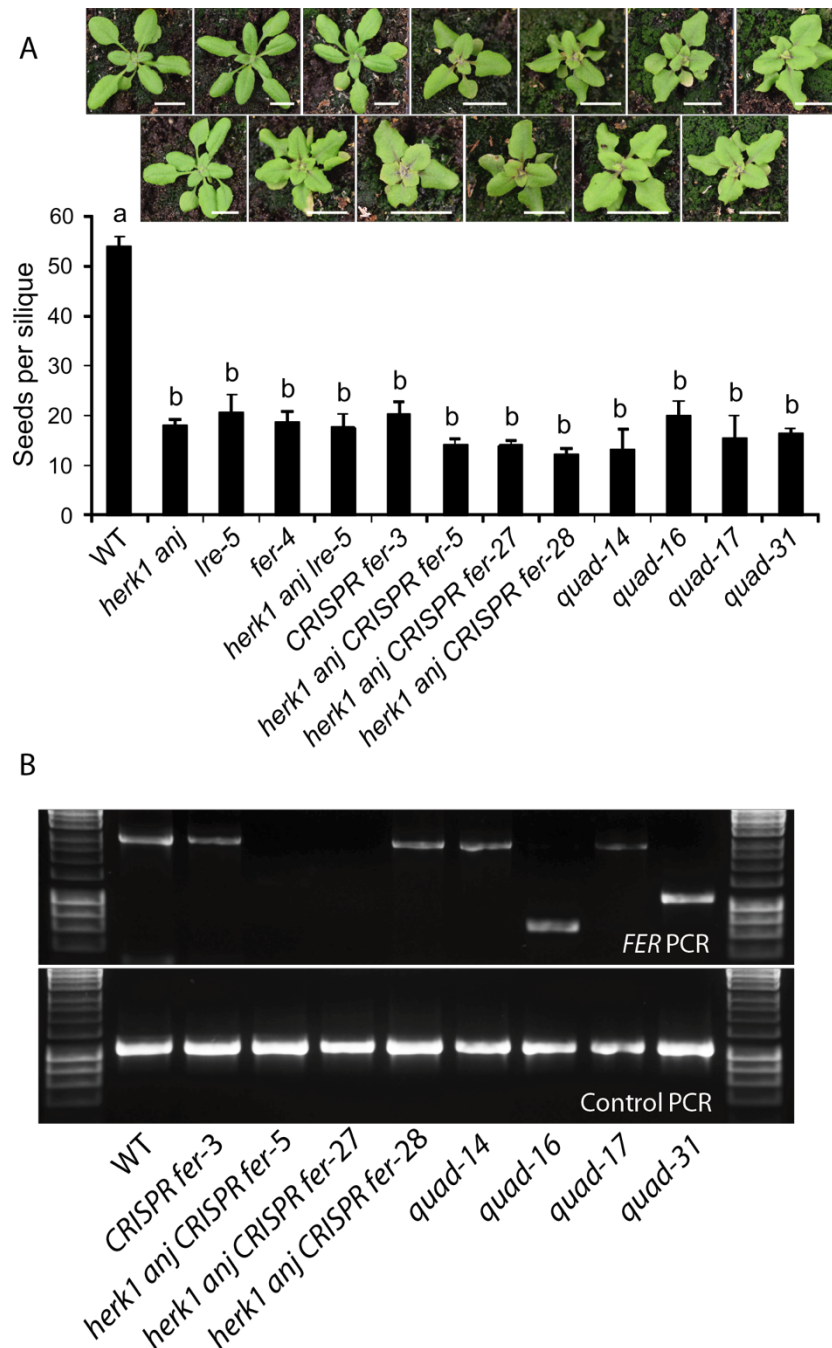 A
60
50
40
30
20
10
0
Seeds per silique
a
b
b
b
b
b
b
b
b
b
b
b
b
WT
herk1 anj
lre-5
fer-4
herk1 anj lre-5
CRISPR fer-3
herk1 anj CRISPR fer-5
herk1 anj CRISPR fer-27
herk1 anj CRISPR fer-28
quad-14
quad-16
quad-17
quad-31
B
FER PCR
Control PCR
WT
CRISPR fer-3
herk1 anj CRISPR fer-5
herk1 anj CRISPR fer-27
herk1 anj CRISPR fer-28
quad-14
quad-16
quad-17
quad-31